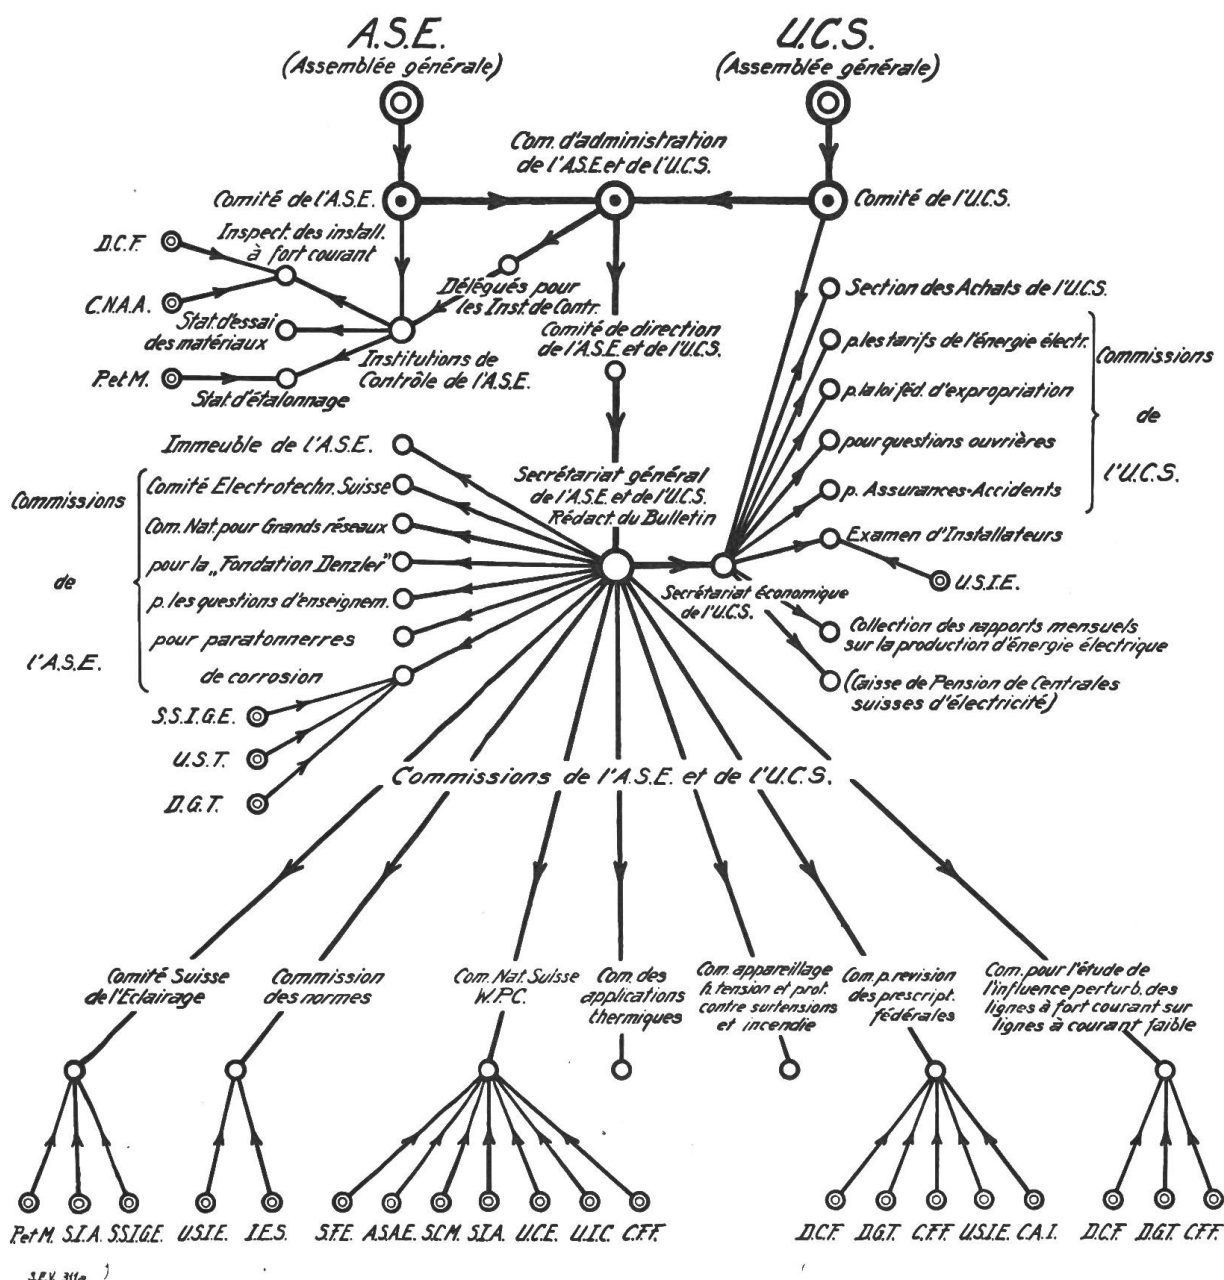 A.S.E.
(Assemblée générale)
U.C.S.
(Assemblée générale)
Com. d'administration
de l'A.S.E. et de l'U.C.S.
Comité de l'A.S.E.
Comité de l'U.C.S.
D.C.F.
Inspect. des install.
à fort courant
C.N.A.A.
Stat. d'essai
des matériaux
P. et M.
Stat. d'étalonnage
Délégués pour
les Inst. de Contr.
Institutions de
Contrôle de l'A.S.E.
Comité de direction
de l'A.S.E. et de l'U.C.S.
Section des Achats de l'U.C.S.
p. les tarifs de l'énergie électr.
p. la loi féd. d'expropriation
pour questions ouvrières
p. Assurances-Accidents
Commissions
de
l'U.C.S.
Examen d'Installateurs
U.S.I.E.
Immeuble de l'A.S.E.
Comité Electrotechn. Suisse
Com. Nat. pour Grands réseaux
pour la „Fondation Denzler"
p. les questions d'enseignem.
pour paratonnerres
de corrosion
Commissions
de
l'A.S.E.
Secrétariat général
de l'A.S.E. et de l'U.C.S.
Rédact. du Bulletin
Secrétariat économique
de l'U.C.S.
Collection des rapports mensuels
sur la production d'énergie électrique
(Caisse de Pension de Centrales
suisses d'électricité)
S.S.I.G.E.
U.S.T.
D.G.T.
Commissions de l'A.S.E. et de l'U.C.S.
Comité Suisse
de l'Eclairage
Commission
des normes
Com. Nat. Suisse
W.P.C.
Com. des
applications
thermiques
Com. appareillage
h. tension et prot.
contre surtensions
et incendie
Com. p. revision
des prescript.
fédérales
Com. pour l'étude de
l'influence perturb. des
lignes à fort courant sur
lignes à courant faible
P. et M. S.I.A. S.S.I.G.E. U.S.I.E. I.E.S. S.F.E. A.S.A.E. S.C.M. S.I.A. U.C.E. U.I.C. C.F.F. D.C.F. D.G.T. C.F.F. U.S.I.E. C.A.I. D.C.F. D.G.T. C.F.F.
S.E.V. 311a